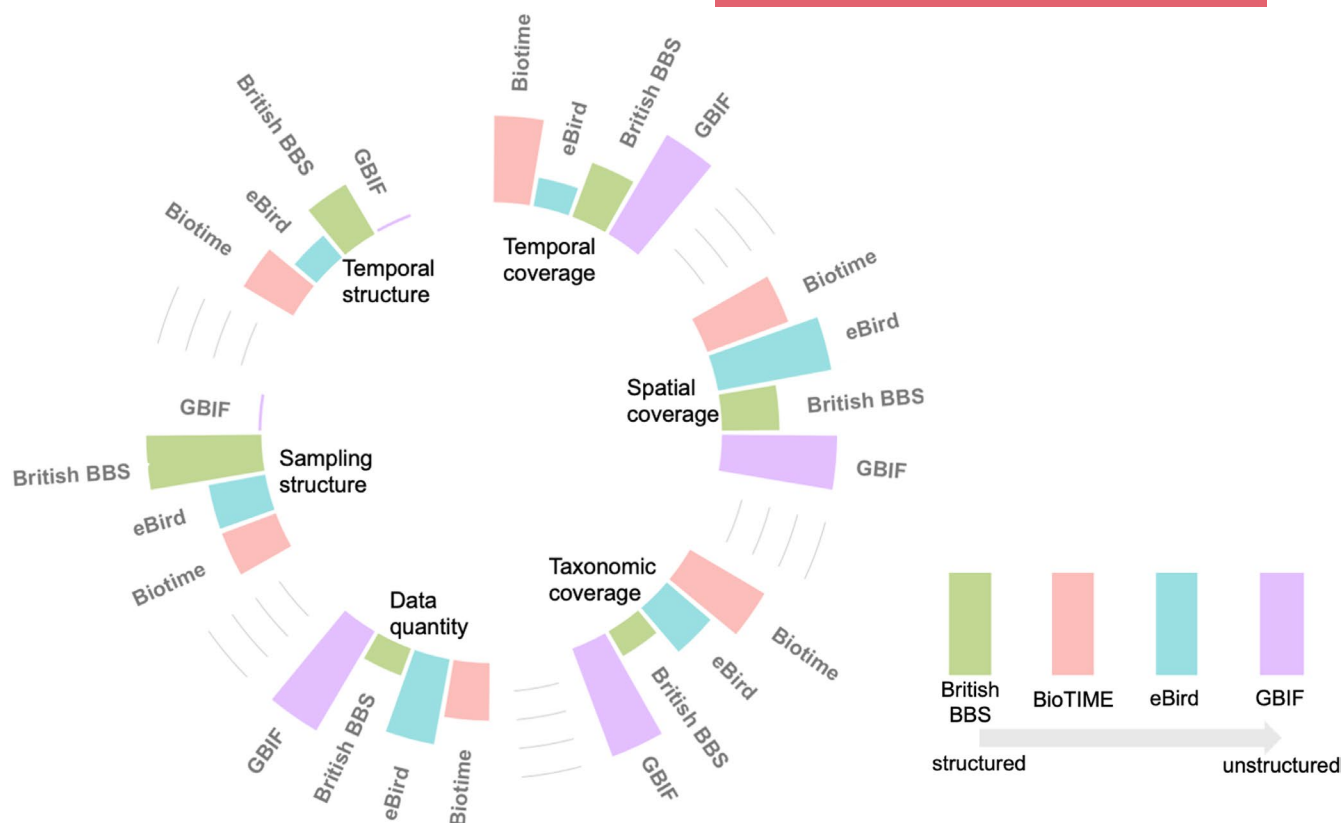 Biotime
eBird
British BBS
GBIF
Temporal
coverage
Biotime
eBird
British BBS
GBIF
Spatial
coverage
Biotime
eBird
British BBS
GBIF
Taxonomic
coverage
Biotime
eBird
British BBS
GBIF
Data
quantity
Biotime
eBird
British BBS
GBIF
Sampling
structure
Biotime
eBird
British BBS
GBIF
Temporal
structure
British
BBS
BioTIME
eBird
GBIF
structured
unstructured